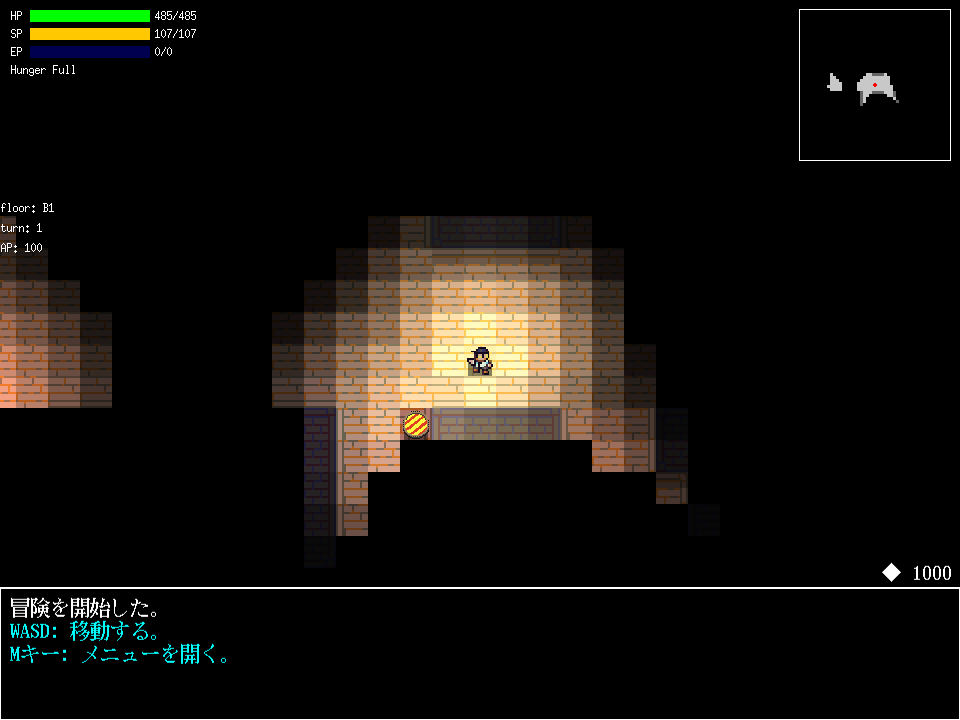 HP 485/485
SP 107/107
EP 0/0
Hunger Full
floor: B1
turn: 1
AP: 100
1000
冒険を開始した。
WASD: 移動する。
Mキー: メニューを開く。